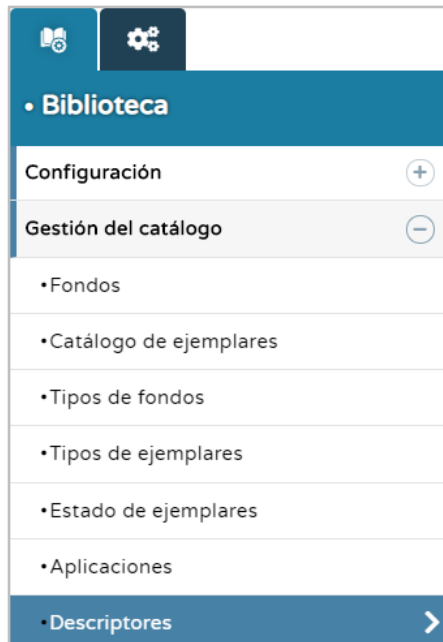 • Biblioteca
Configuración
Gestión del catálogo
•Fondos
•Catálogo de ejemplares
•Tipos de fondos
•Tipos de ejemplares
•Estado de ejemplares
•Aplicaciones
•Descriptores